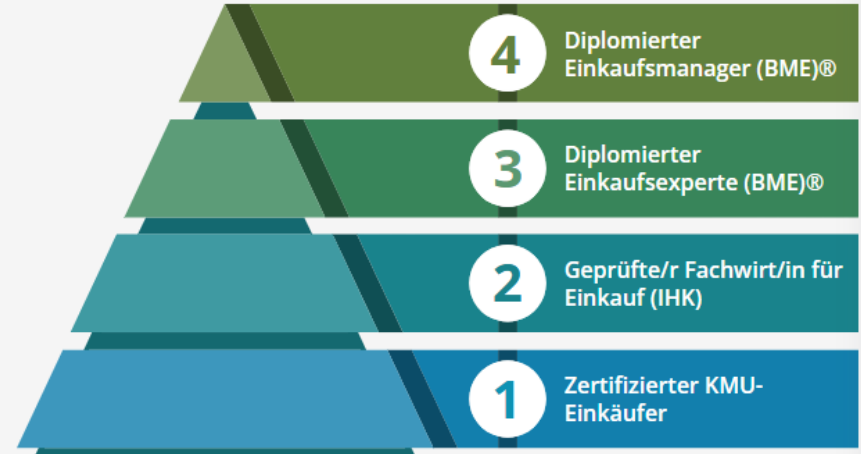 4
Diplomierter
Einkaufsmanager (BME)®
3
Diplomierter
Einkaufsexperte (BME)®
2
Geprüfte/r Fachwirt/in für
Einkauf (IHK)
1
Zertifizierter KMU-
Einkäufer